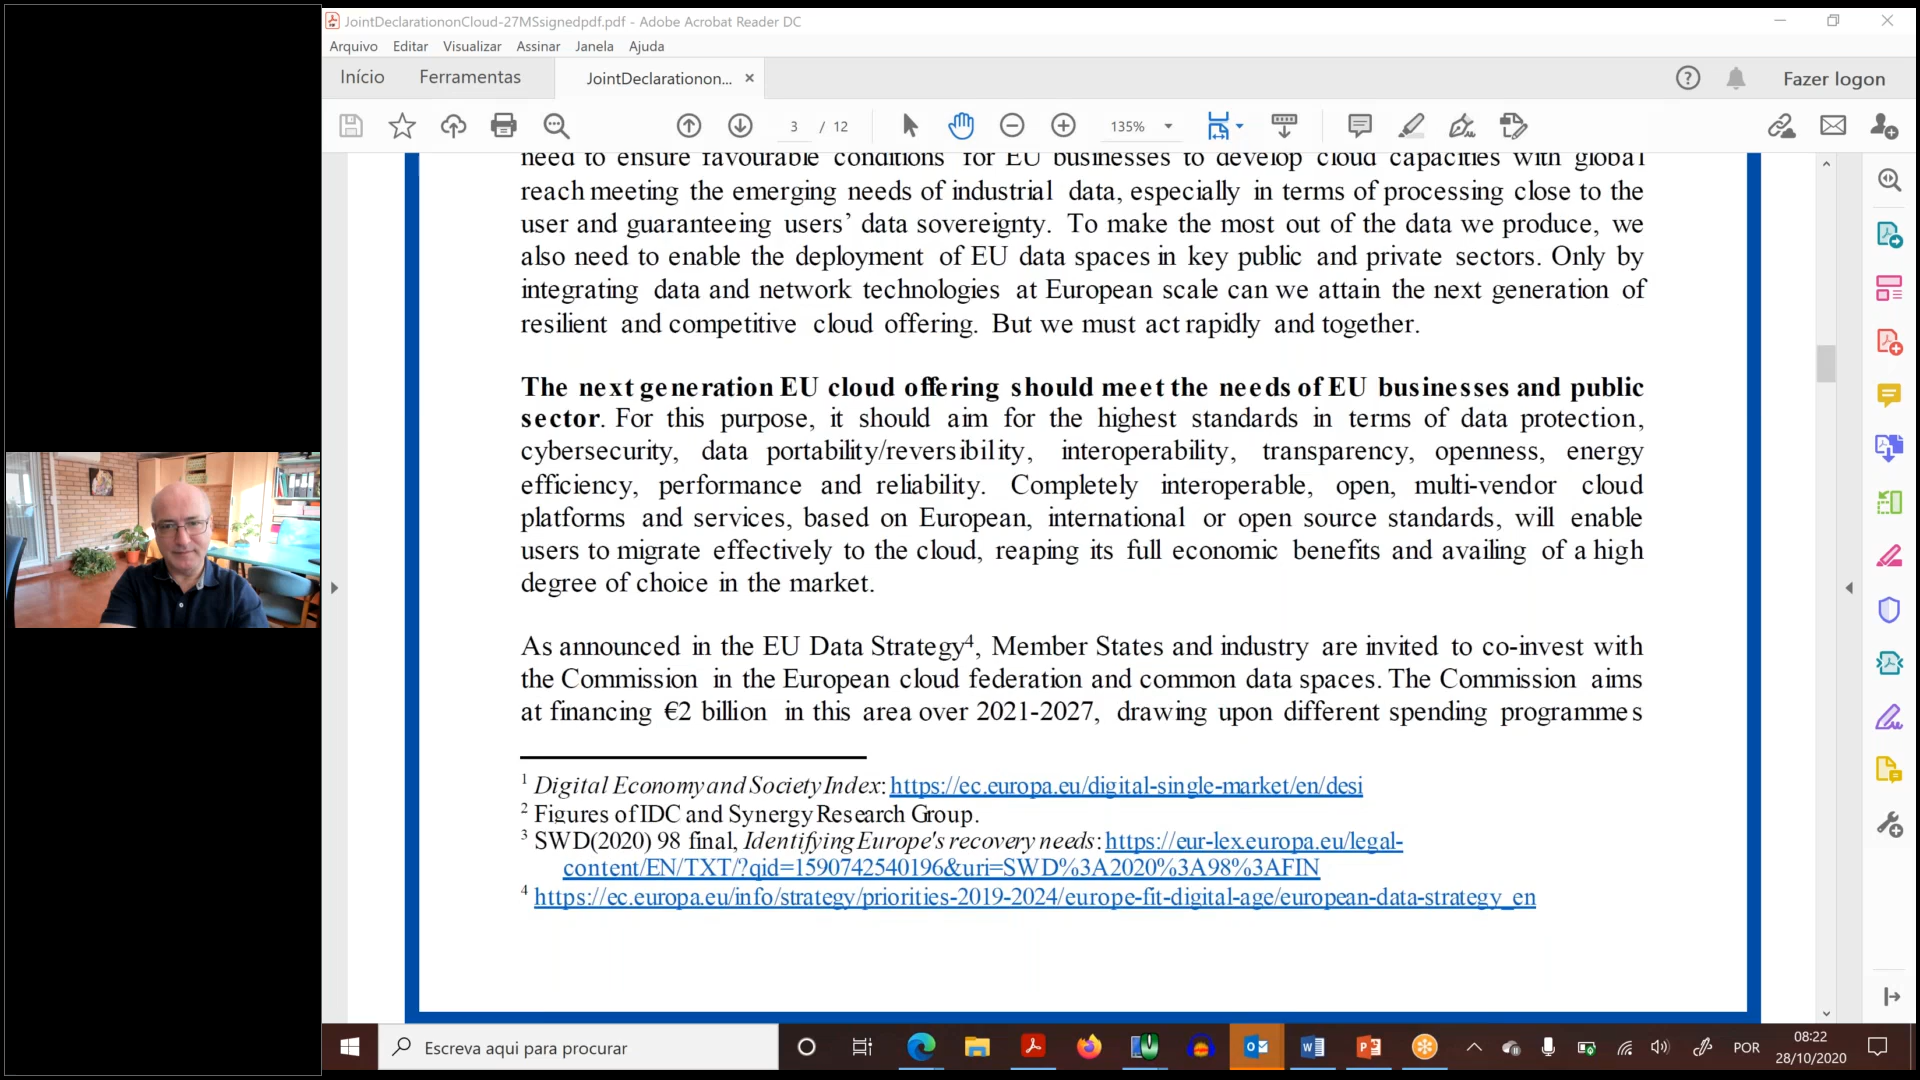 JointDeclarationonCloud-27MSsignedpdf.pdf - Adobe Acrobat Reader DC
Arquivo Editar Visualizar Assinar Janela Ajuda
Início Ferramentas JointDeclarationon... × Fazer logon
3 / 12 135%
need to ensure favourable conditions for EU businesses to develop cloud capacities with global
reach meeting the emerging needs of industrial data, especially in terms of processing close to the
user and guaranteeing users’ data sovereignty. To make the most out of the data we produce, we
also need to enable the deployment of EU data spaces in key public and private sectors. Only by
integrating data and network technologies at European scale can we attain the next generation of
resilient and competitive cloud offering. But we must act rapidly and together.
The next generation EU cloud offering should meet the needs of EU businesses and public
sector. For this purpose, it should aim for the highest standards in terms of data protection,
cybersecurity, data portability/reversibility, interoperability, transparency, openness, energy
efficiency, performance and reliability. Completely interoperable, open, multi-vendor cloud
platforms and services, based on European, international or open source standards, will enable
users to migrate effectively to the cloud, reaping its full economic benefits and availing of a high
degree of choice in the market.
As announced in the EU Data Strategy⁴, Member States and industry are invited to co-invest with
the Commission in the European cloud federation and common data spaces. The Commission aims
at financing €2 billion in this area over 2021-2027, drawing upon different spending programmes
¹ Digital Economy and Society Index: https://ec.europa.eu/digital-single-market/en/desi
² Figures of IDC and Synergy Research Group.
³ SWD(2020) 98 final, Identifying Europe's recovery needs: https://eur-lex.europa.eu/legal-
content/EN/TXT/?qid=1590742540196&uri=SWD%3A2020%3A98%3AFIN
⁴ https://ec.europa.eu/info/strategy/priorities-2019-2024/europe-fit-digital-age/european-data-strategy_en
Escreva aqui para procurar
POR
08:22
28/10/2020